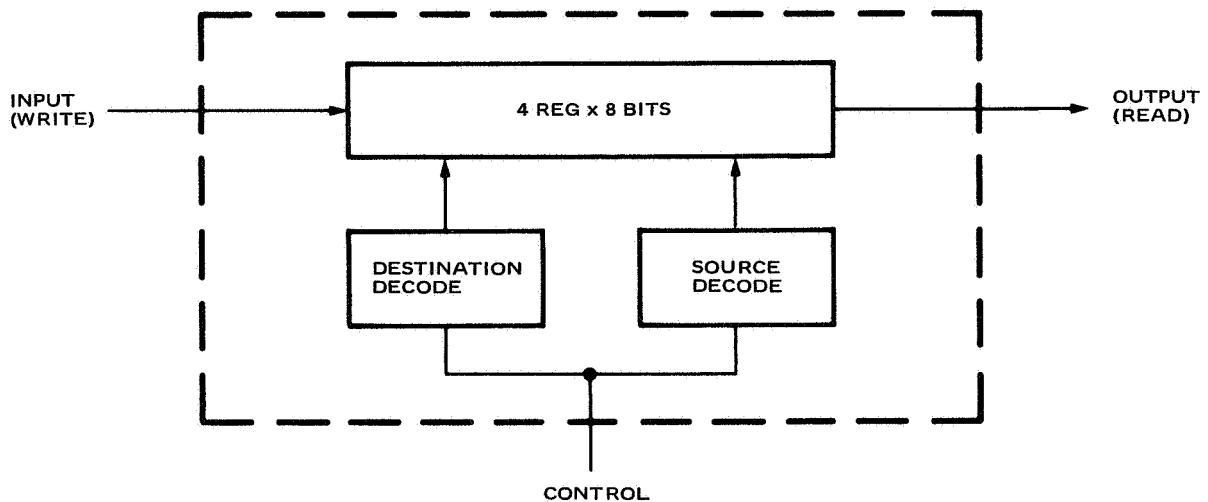 INPUT
(WRITE)
4 REG x 8 BITS
OUTPUT
(READ)
DESTINATION
DECODE
SOURCE
DECODE
CONTROL